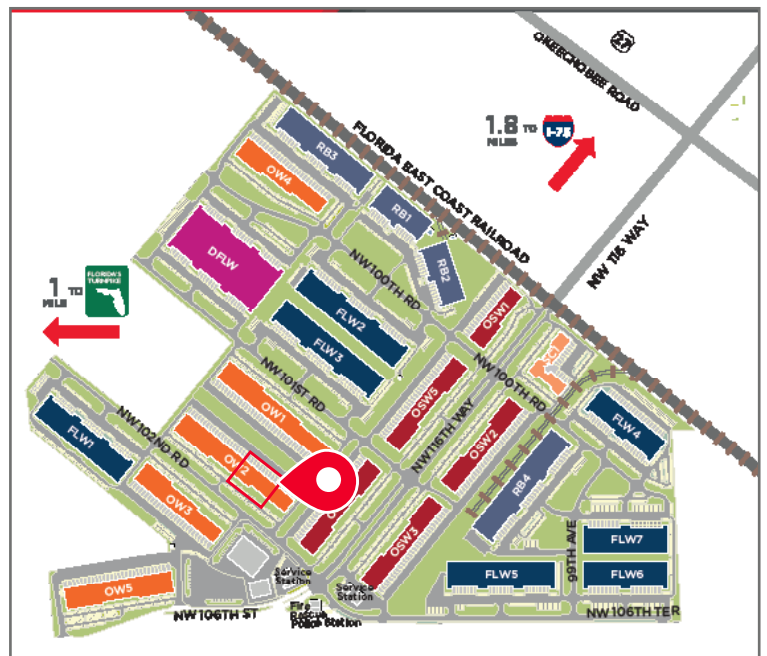 27
OKEECHOBEE ROAD
1.8 TO
MILES
I-75
FLORIDA EAST COAST RAILROAD
NW 116 WAY
RB3
OW4
RB1
RB2
DFLW
NW 100TH RD
1 TO
MILE
FLORIDA'S
TURNPIKE
FLW2
FLW3
OSW1
NW 100TH RD
NW 101ST RD
OSW5
NW 116TH WAY
OW1
OSW2
FLW4
FLW1
NW 102ND RD
OW2
RB4
OW3
OSW3
99TH AVE
FLW7
FLW5
FLW6
OW5
Service
Station
Service
Station
Fire
Rescue
Police Station
NW 106TH ST
NW 106TH TER